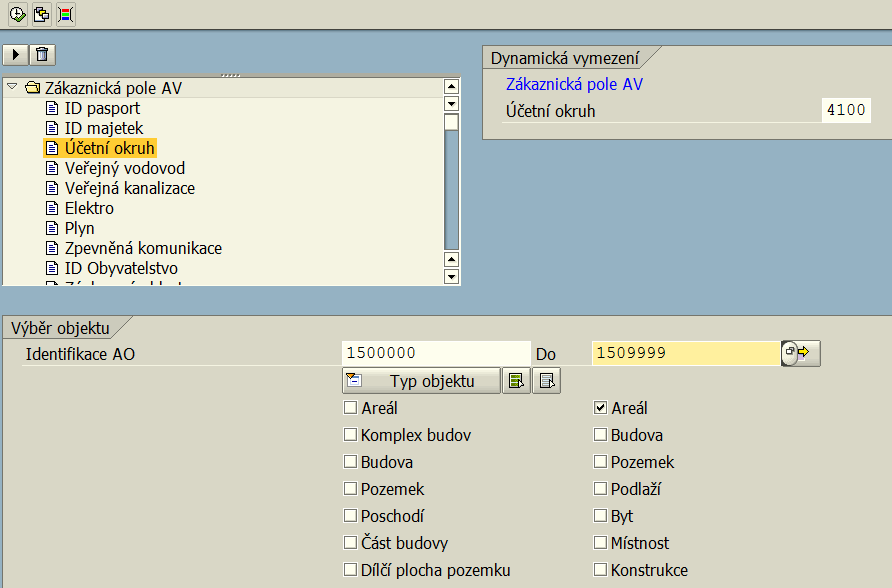 Zákaznická pole AV
ID pasport
ID majetek
Účetní okruh
Veřejný vodovod
Veřejná kanalizace
Elektro
Plyn
Zpevněná komunikace
ID Obyvatelstvo
Dynamická vymezení
Zákaznická pole AV
Účetní okruh 4100
Výběr objektu
Identifikace AO 1500000 Do 1509999
Typ objektu
Areál Areál
Komplex budov Budova
Budova Pozemek
Pozemek Podlaží
Poschodí Byt
Část budovy Místnost
Dílčí plocha pozemku Konstrukce